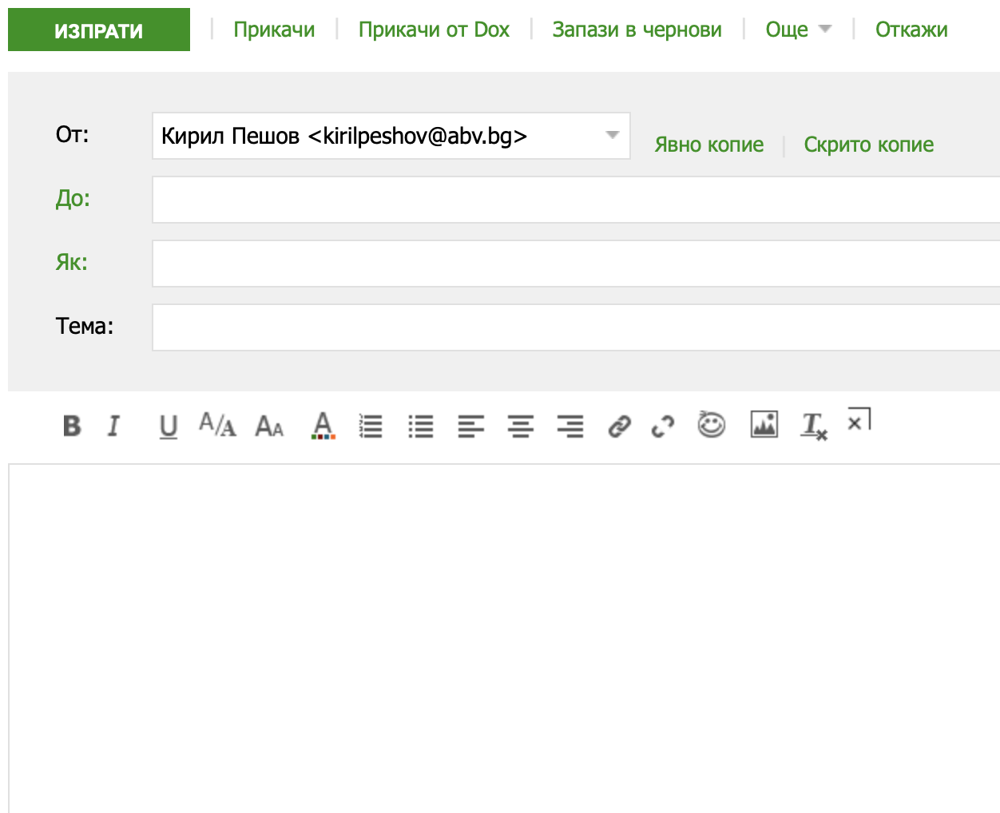 ИЗПРАТИ Прикачи Прикачи от Dox Запази в чернови Още Откажи
От: Кирил Пешов <kirilpeshov@abv.bg> Явно копие Скрито копие
До:
Як:
Тема: